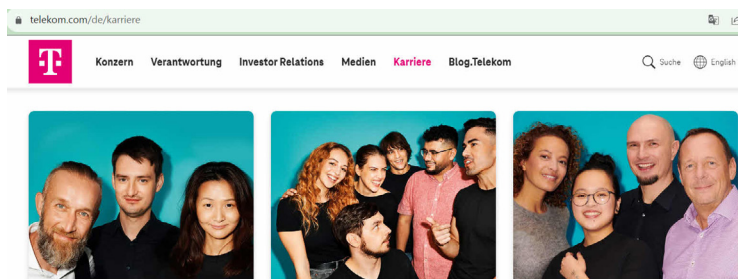 telekom.com/de/karriere
T
Konzern Verantwortung Investor Relations Medien Karriere Blog.Telekom Suche English